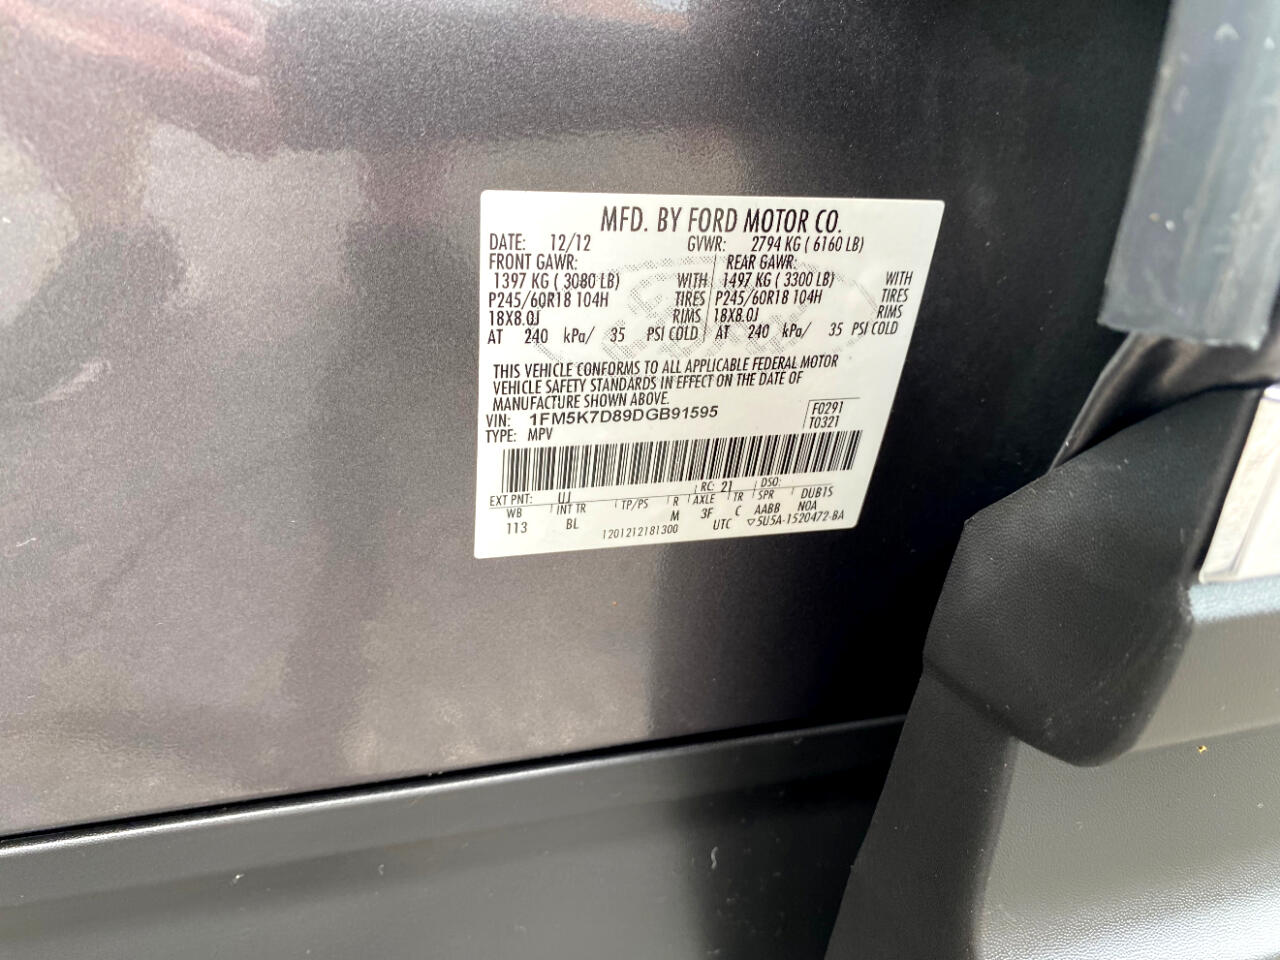 MFD. BY FORD MOTOR CO.
DATE: 12/12 GVWR: 2794 KG ( 6160 LB)
FRONT GAWR: REAR GAWR:
1397 KG ( 3080 LB) WITH 1497 KG ( 3300 LB) WITH
P245/60R18 104H TIRES P245/60R18 104H TIRES
18X8.0J RIMS 18X8.0J RIMS
AT 240 kPa/ 35 PSI COLD AT 240 kPa/ 35 PSI COLD
THIS VEHICLE CONFORMS TO ALL APPLICABLE FEDERAL MOTOR
VEHICLE SAFETY STANDARDS IN EFFECT ON THE DATE OF
MANUFACTURE SHOWN ABOVE.
VIN: 1FM5K7D89DGB91595 F0291
TYPE: MPV T0321
EXT PNT: UJ RC: 21 DSO:
WB INT TR TP/PS R AXLE TR SPR DUB15
113 BL M 3F C AABB NOA
1201212181300 UTC ▽5U5A-1520472-BA